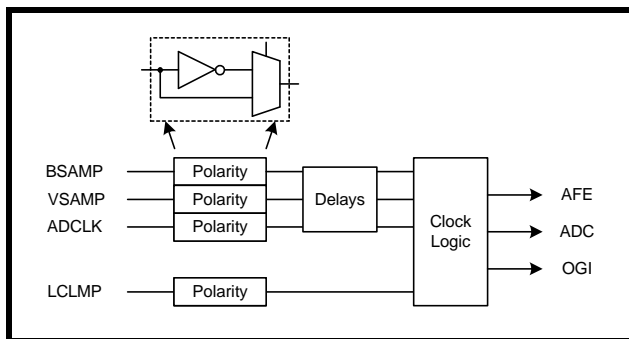 BSAMP
Polarity
VSAMP
Polarity
Delays
AFE
ADCLK
Polarity
Clock
Logic
ADC
OGI
LCLMP
Polarity